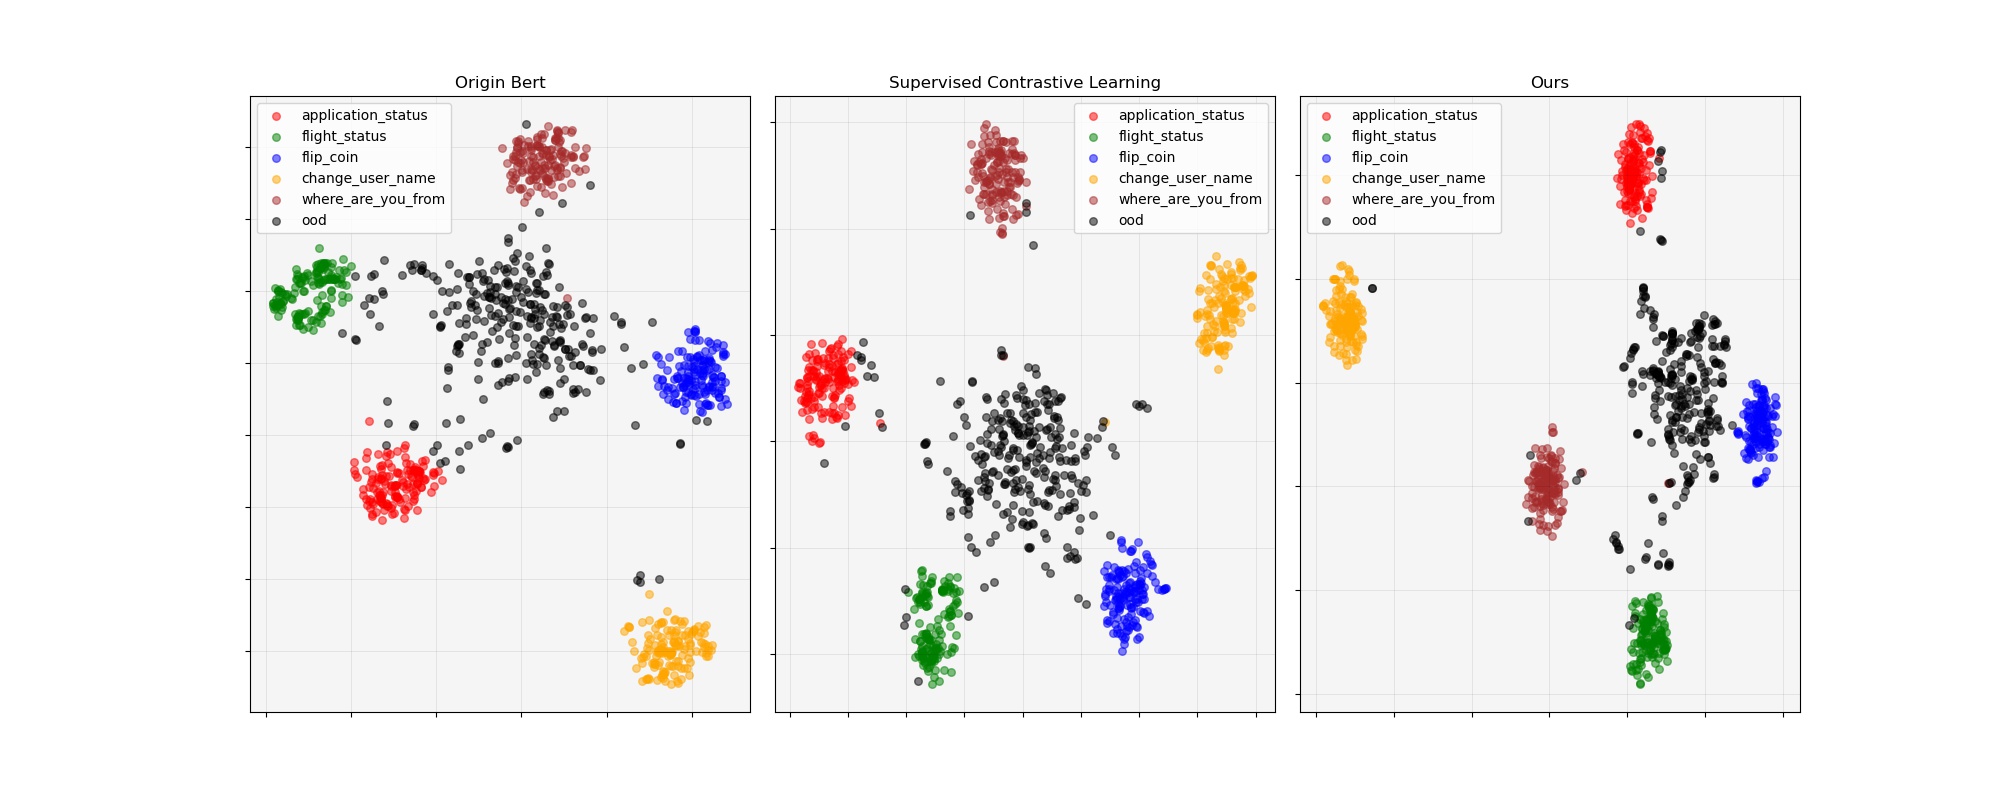 Origin Bert
application_status
flight_status
flip_coin
change_user_name
where_are_you_from
ood
Supervised Contrastive Learning
application_status
flight_status
flip_coin
change_user_name
where_are_you_from
ood
Ours
application_status
flight_status
flip_coin
change_user_name
where_are_you_from
ood